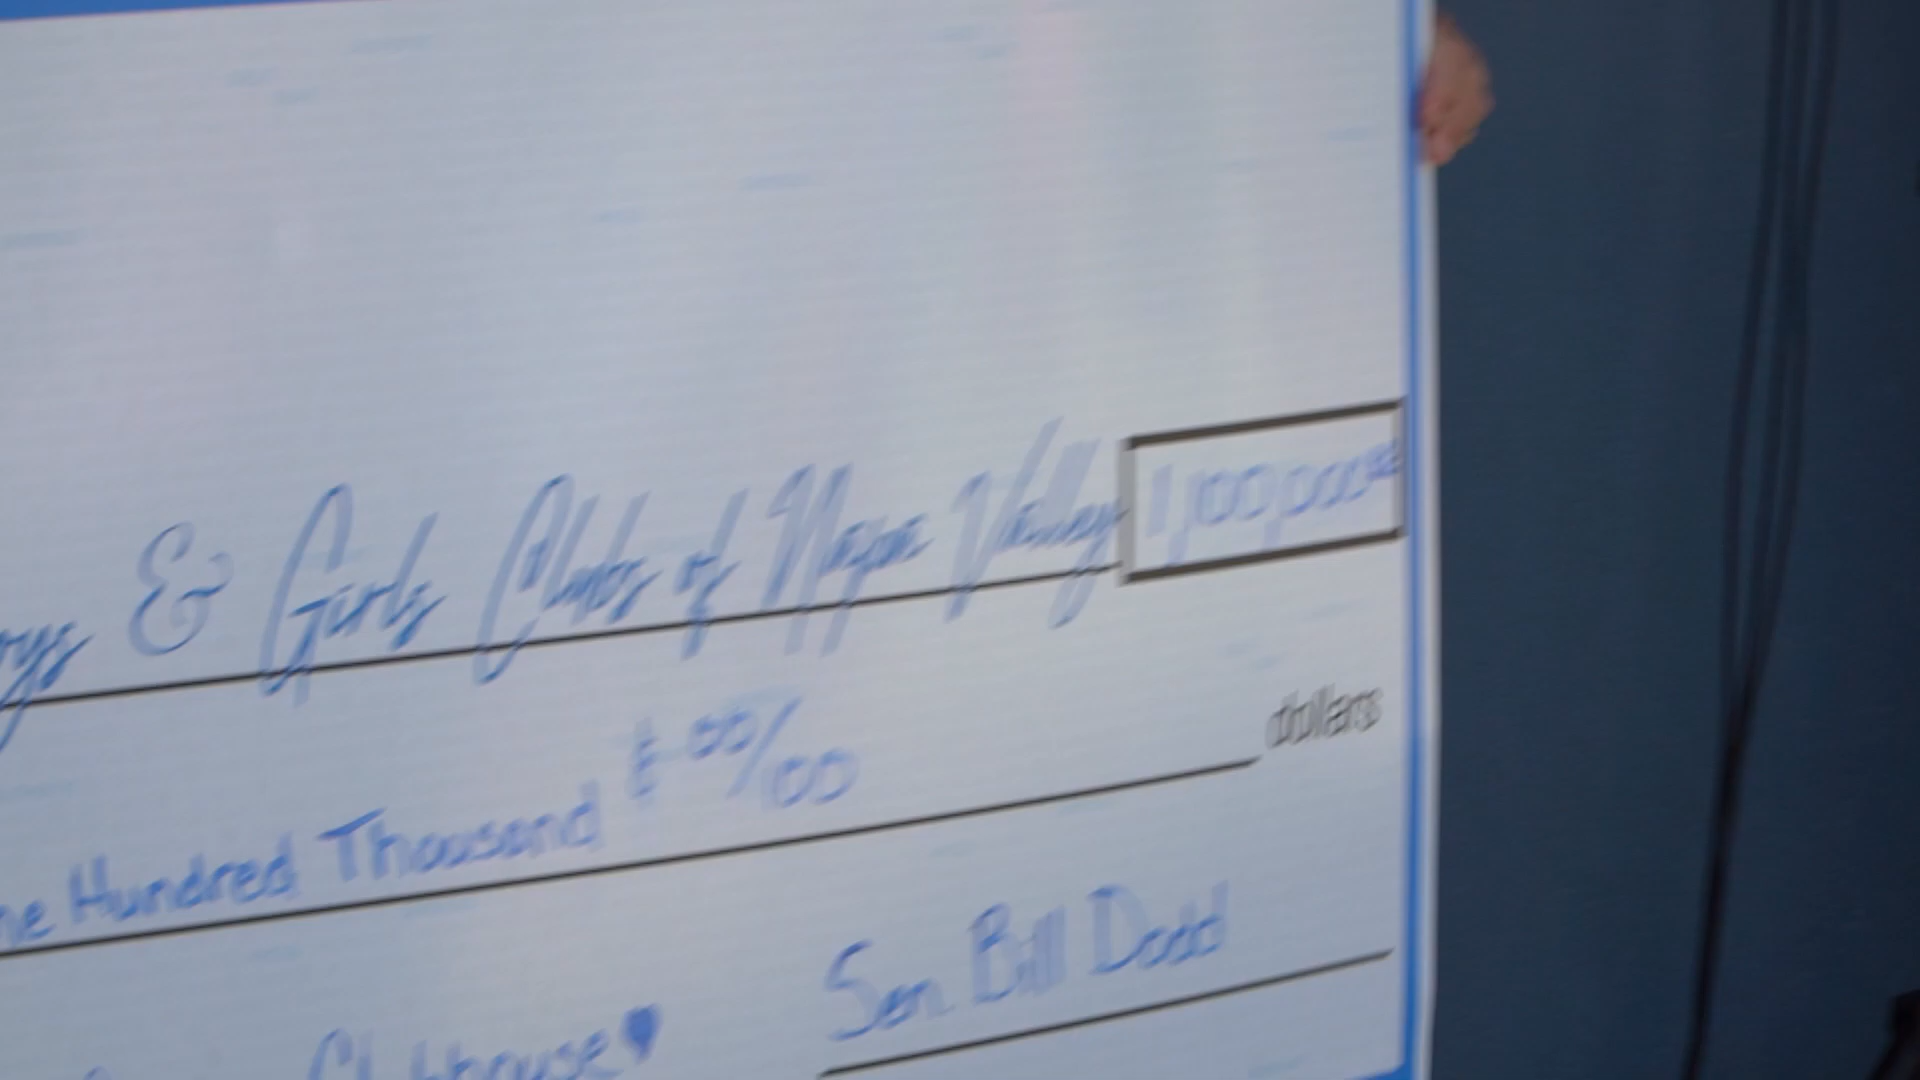 & Girls Clubs of Napa Valley 1,100,000
Hundred Thousand & 00/100 dollars
Clubhouse
Sen. Bill Dodd